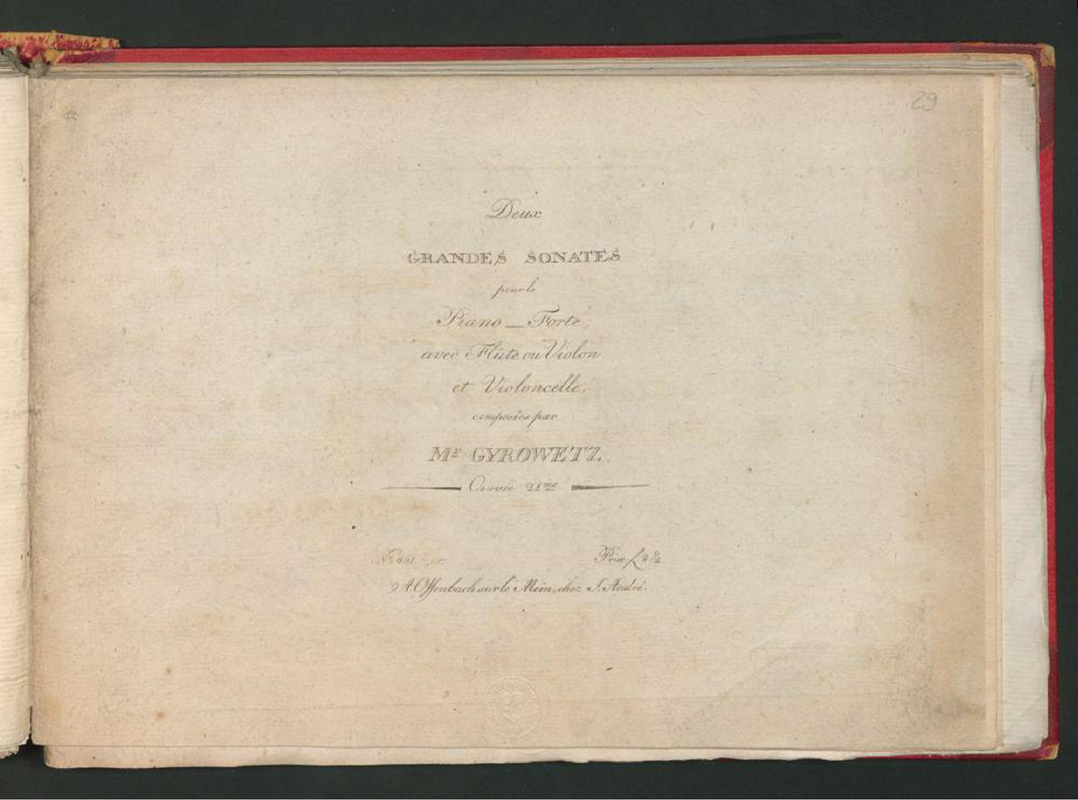 29
Deux
GRANDES SONATES
pour le
Piano_Forte,
avec Flûte ou Violon
et Violoncelle,
composées par
Mr. GYROWETZ.
Oeuvre 21me
Prix f 2½
A Offenbach sur le Mein, chez J. André.